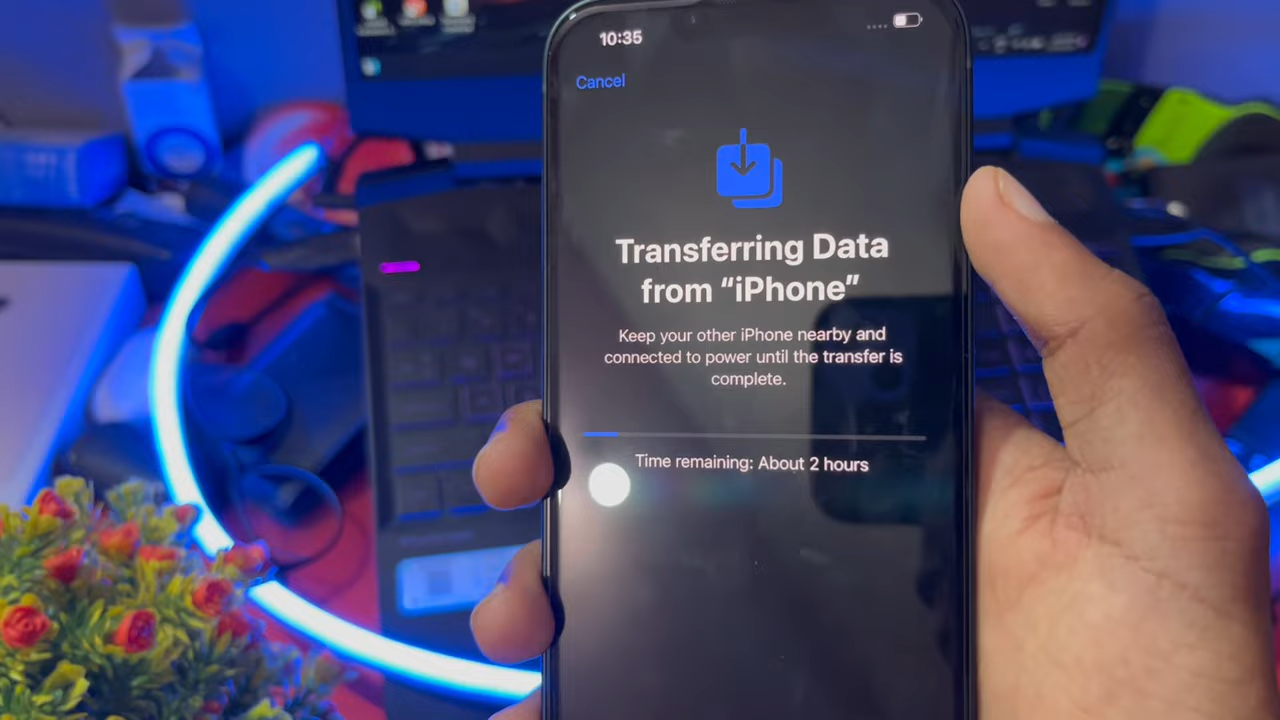 10:35
Cancel
Transferring Data
from “iPhone”
Keep your other iPhone nearby and
connected to power until the transfer is
complete.
Time remaining: About 2 hours